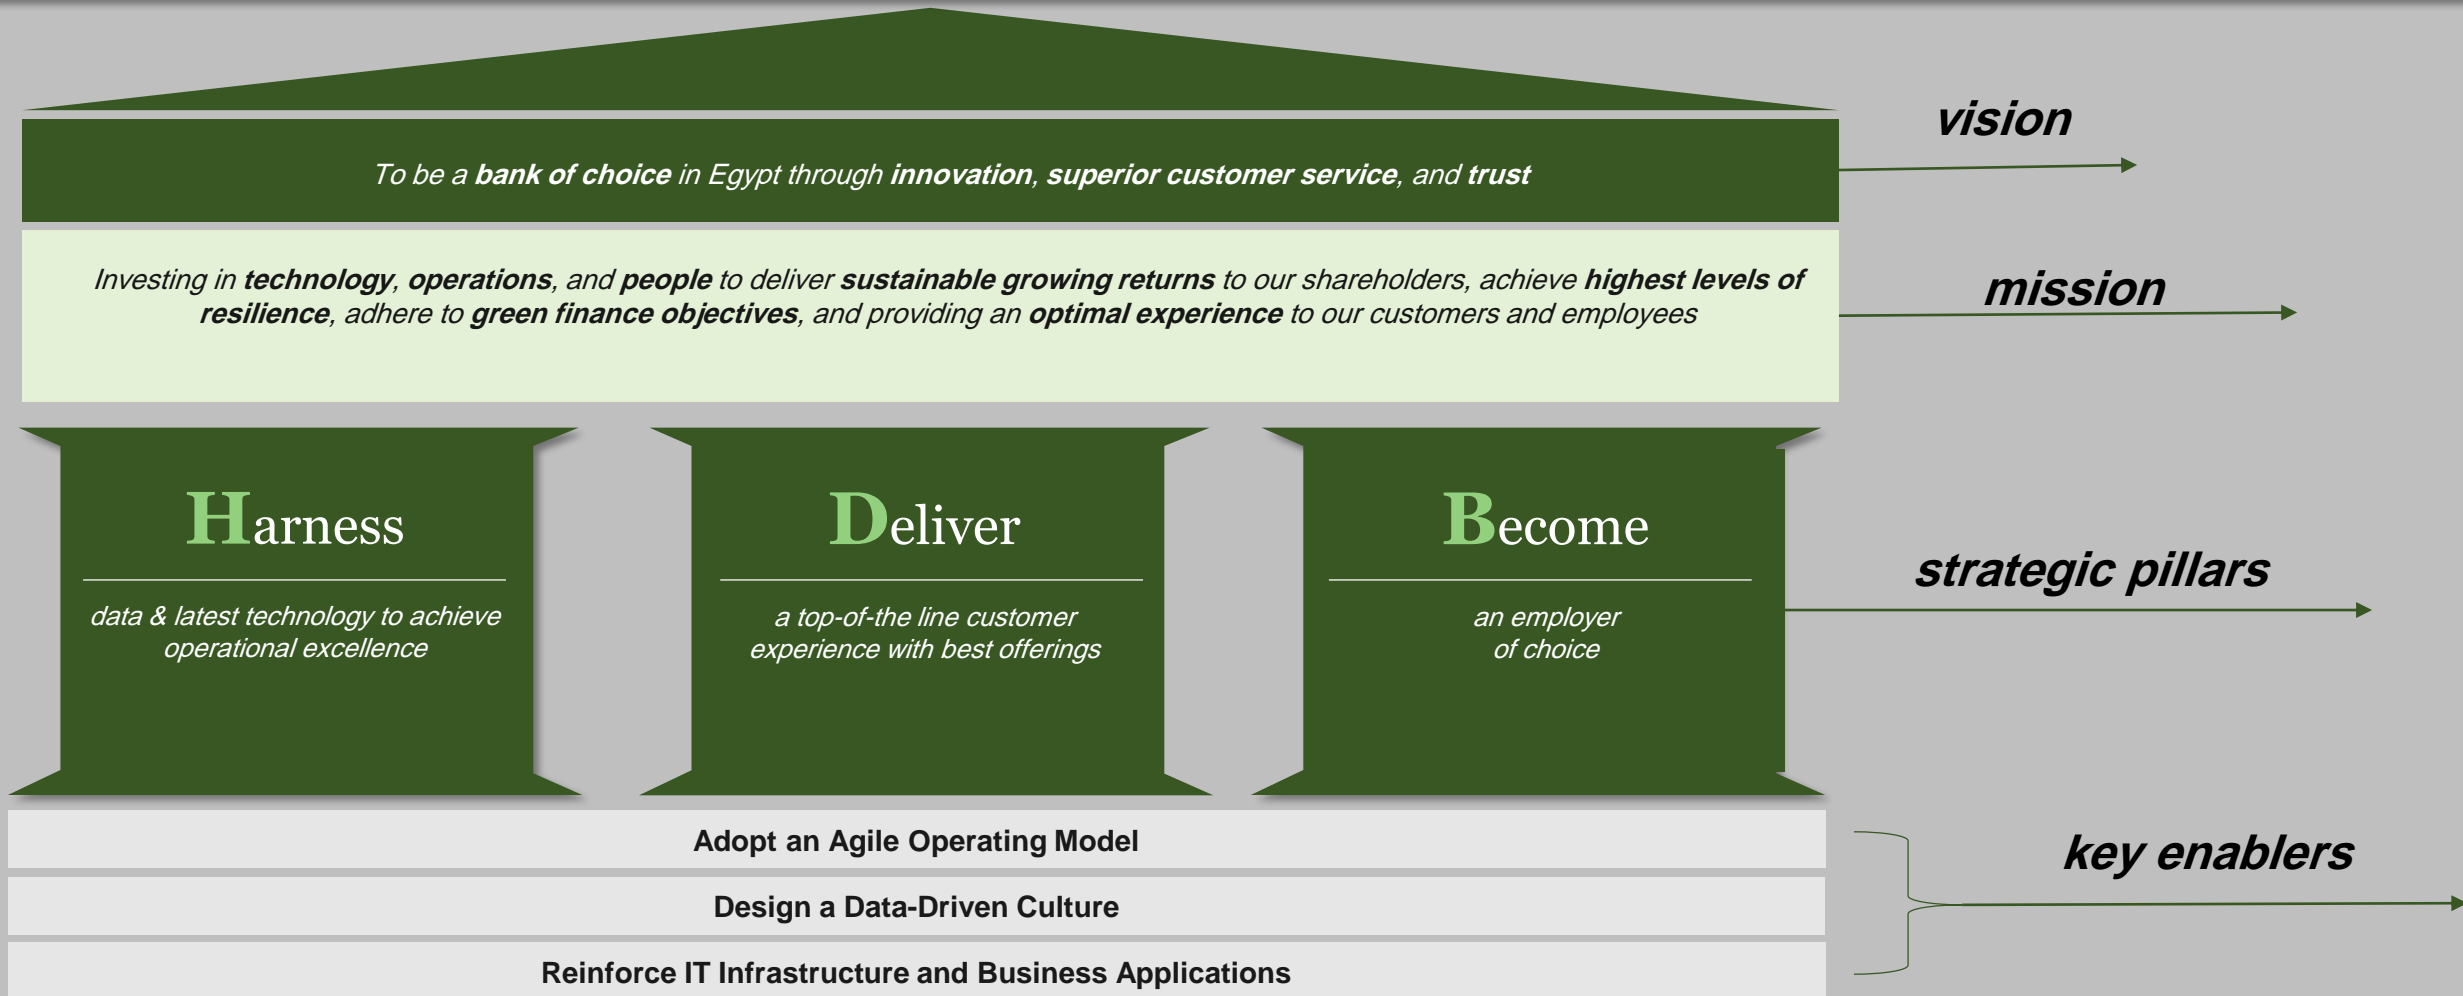 vision
To be a bank of choice in Egypt through innovation, superior customer service, and trust
Investing in technology, operations, and people to deliver sustainable growing returns to our shareholders, achieve highest levels of
resilience, adhere to green finance objectives, and providing an optimal experience to our customers and employees
mission
Harness
data & latest technology to achieve
operational excellence
Deliver
a top-of-the line customer
experience with best offerings
Become
an employer
of choice
strategic pillars
Adopt an Agile Operating Model
Design a Data-Driven Culture
Reinforce IT Infrastructure and Business Applications
key enablers